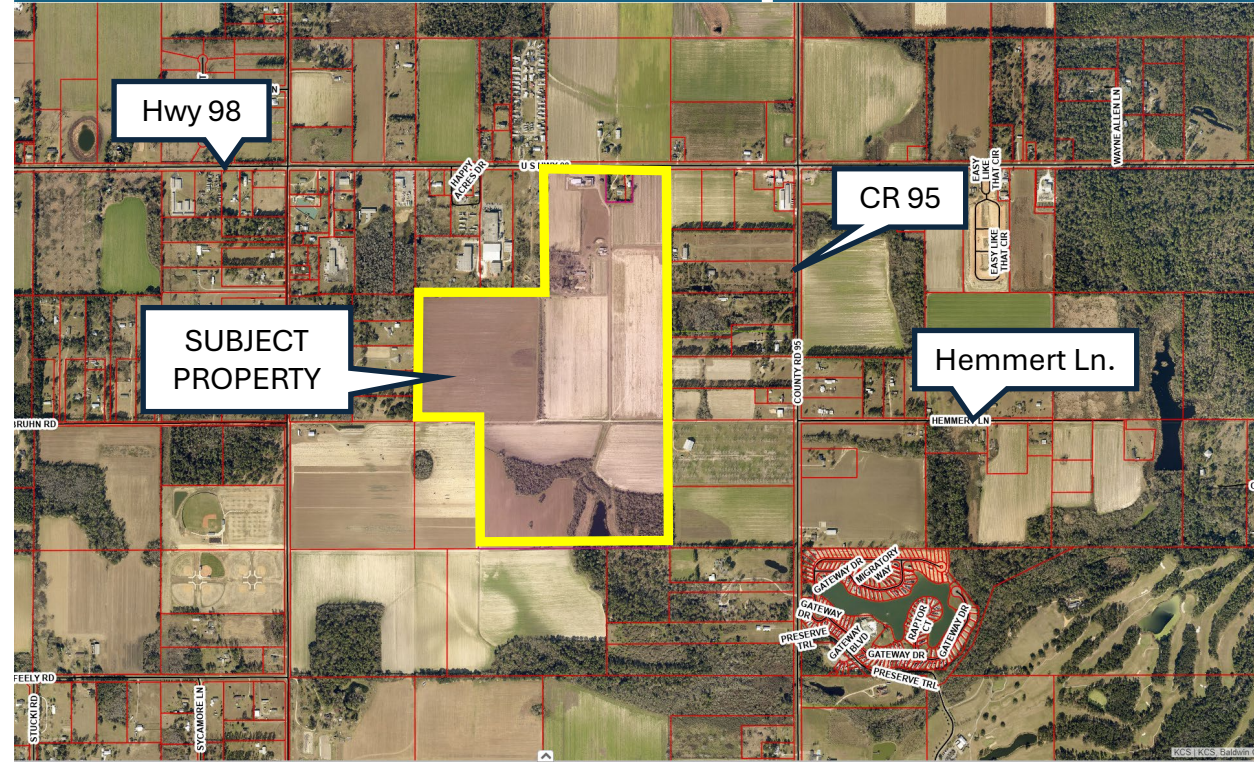 Hwy 98
WAYNE ALLEN LN
U S HWY 98
HAPPY
ACRES DR
EASY
LIKE
THAT CIR
CR 95
EASY LIKE
THAT CIR
SUBJECT
PROPERTY
COUNTY RD 95
Hemmert Ln.
BRUHN RD
HEMMERT LN
GATEWAY DR
MIGRATORY
WAY
GATEWAY
DR
RAPTOR
CT
GATEWAY DR
PRESERVE
TRL
GATEWAY
BLVD
GATEWAY DR
PRESERVE TRL
FEELY RD
STUCKI RD
SYCAMORE LN
KCS | KCS, Baldwin